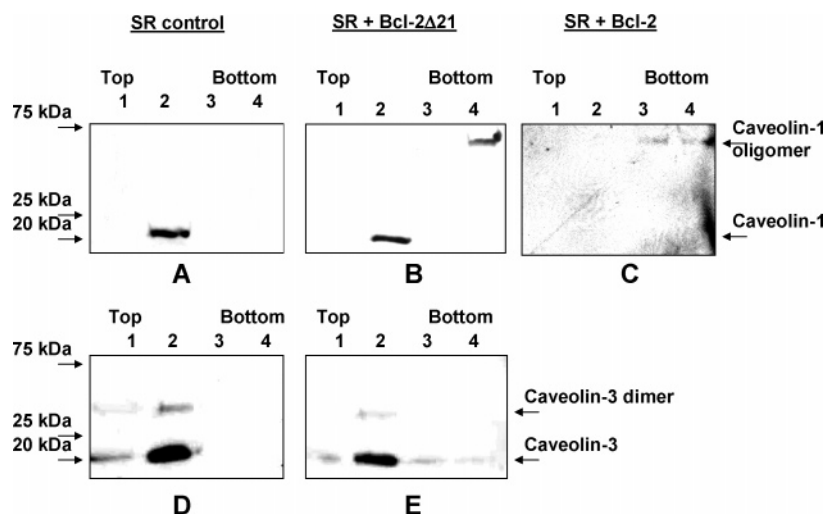 SR control SR + Bcl-2Δ21 SR + Bcl-2
Top Bottom Top Bottom Top Bottom
1 2 3 4 1 2 3 4 1 2 3 4
75 kDa
25 kDa
20 kDa
Caveolin-1
oligomer
Caveolin-1
A B C
Top Bottom Top Bottom
1 2 3 4 1 2 3 4
75 kDa
25 kDa
20 kDa
Caveolin-3 dimer
Caveolin-3
D E